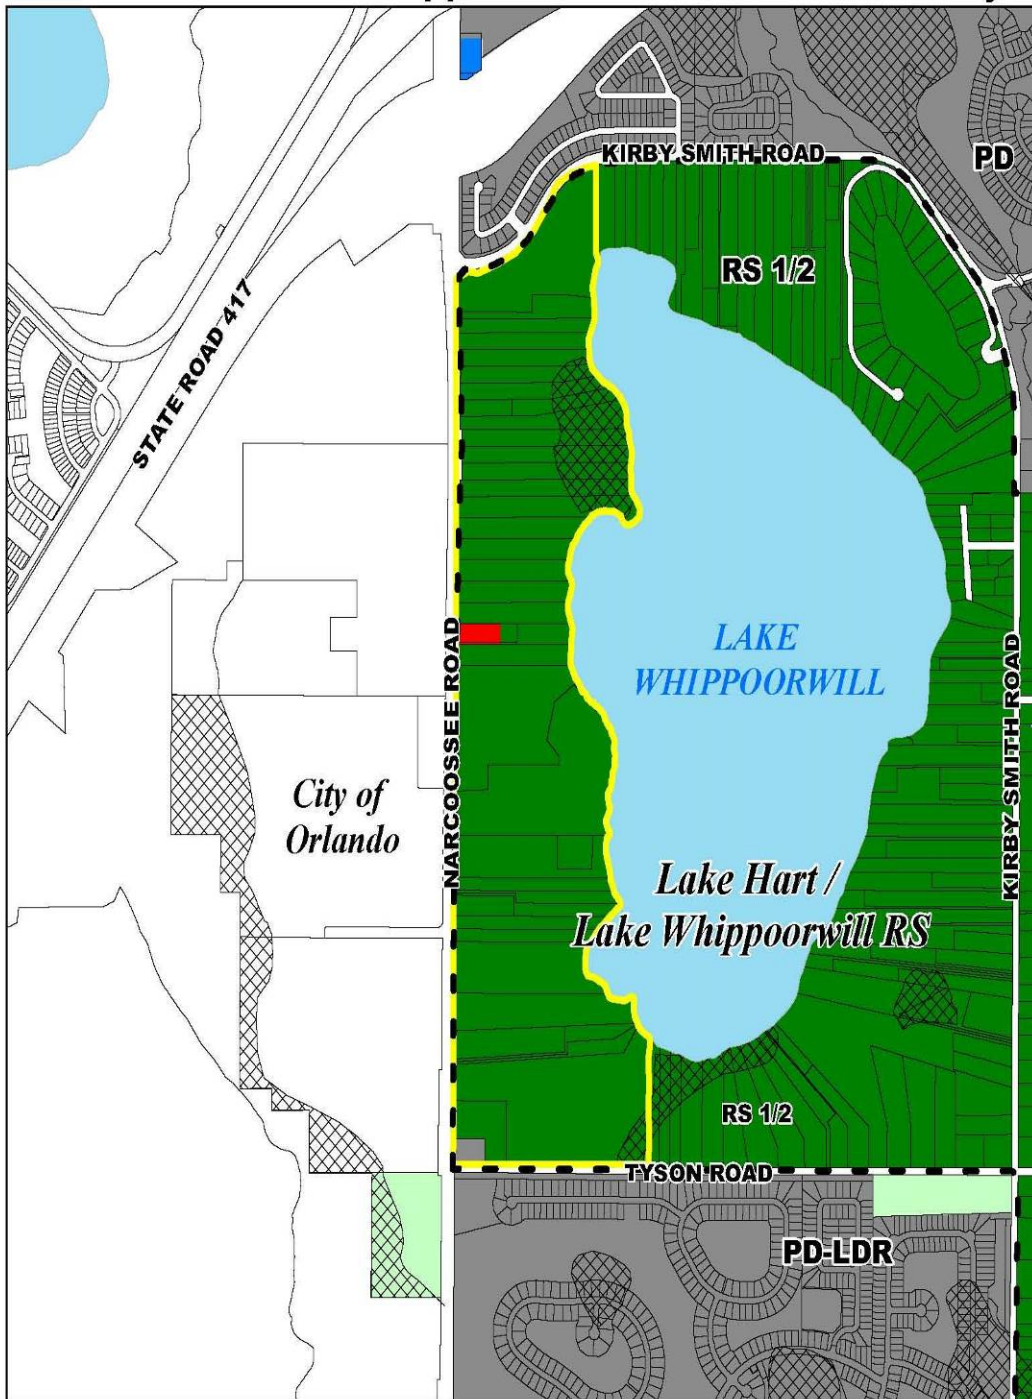 KIRBY SMITH ROAD
PD
RS 1/2
STATE ROAD 417
LAKE
WHIPPOORWILL
NARCOOSSEE ROAD
KIRBY SMITH ROAD
City of
Orlando
Lake Hart /
Lake Whippoorwill RS
RS 1/2
TYSON ROAD
PD-LDR